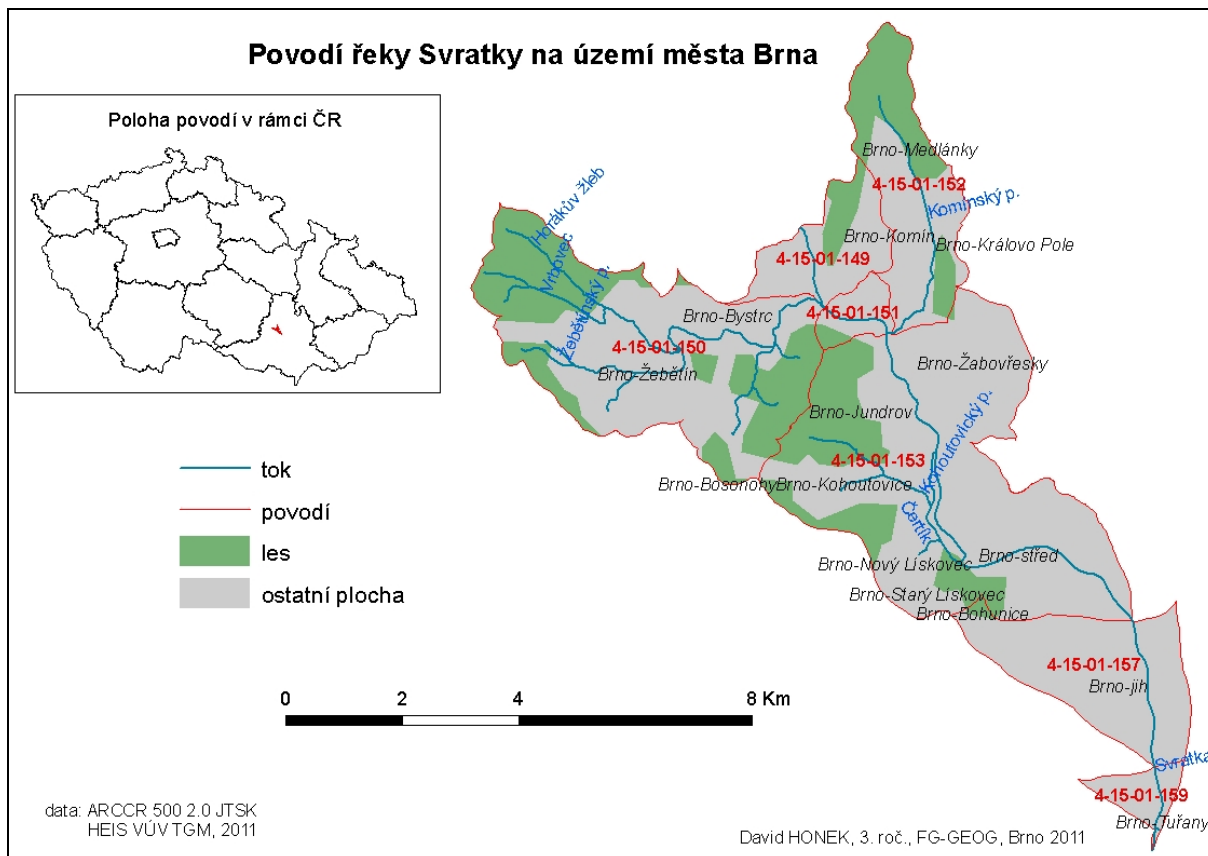 Povodí řeky Svratky na území města Brna
Poloha povodí v rámci ČR
Brno-Medlánky
4-15-01-152
Komínský p.
Horákův žleb
Brno-Komín
Brno-Královo Pole
Vrbovec
4-15-01-149
Žebětínský p.
Brno-Bystrc
4-15-01-151
4-15-01-150
Brno-Žabovřesky
Brno-Žebětín
Brno-Jundrov
Kohoutovický p.
4-15-01-153
Brno-Bosonohy
Brno-Kohoutovice
Čertík
Brno-střed
Brno-Nový Lískovec
Brno-Starý Lískovec
Brno-Bohunice
4-15-01-157
Brno-jih
Svratka
4-15-01-159
Brno-Tuřany
tok
povodí
les
ostatní plocha
0 2 4 8 Km
data: ARCCR 500 2.0 JTSK
HEIS VÚV TGM, 2011
David HONEK, 3. roč., FG-GEOG, Brno 2011